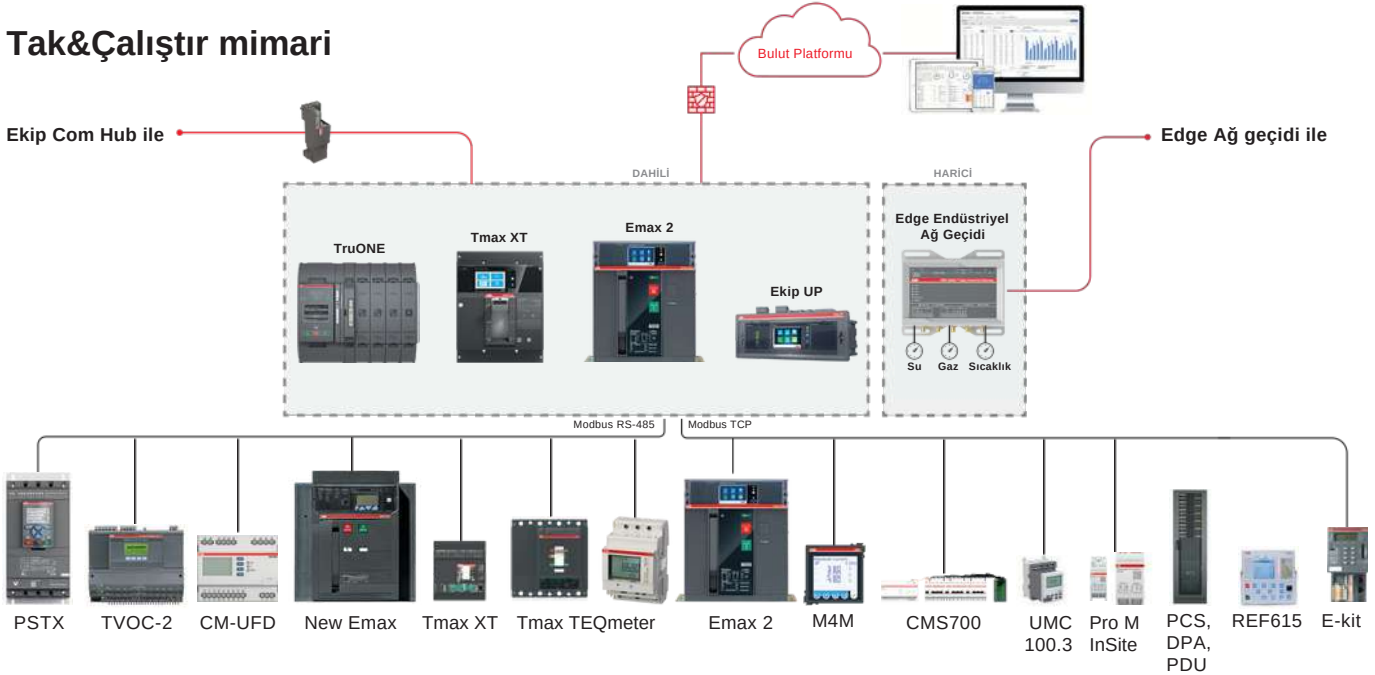 Tak&Çalıştır mimari
Bulut Platformu
Ekip Com Hub ile
Edge Ağ geçidi ile
DAHİLİ
HARİCİ
TruONE
Tmax XT
Emax 2
Ekip UP
Edge Endüstriyel
Ağ Geçidi
Su
Gaz
Sıcaklık
Modbus RS-485
Modbus TCP
PSTX
TVOC-2
CM-UFD
New Emax
Tmax XT
Tmax TEQmeter
Emax 2
M4M
CMS700
UMC
100.3
Pro M
InSite
PCS,
DPA,
PDU
REF615
E-kit